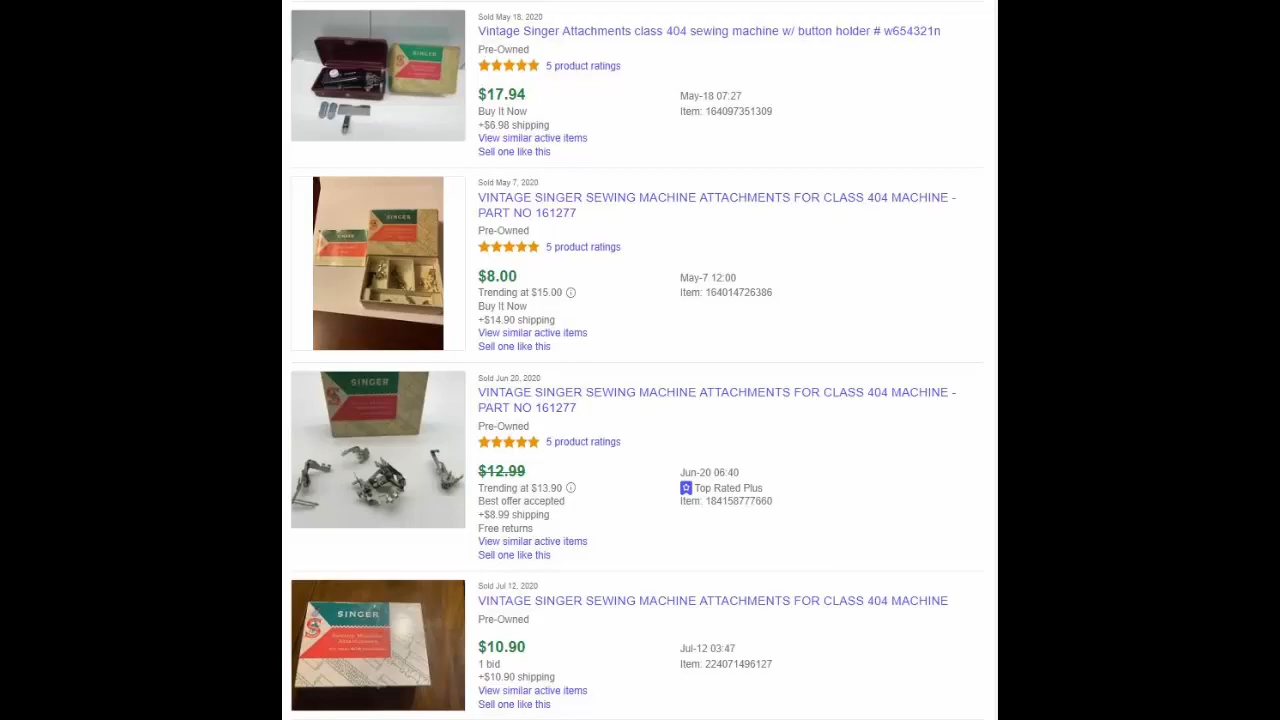 Sold May 18, 2020
Vintage Singer Attachments class 404 sewing machine w/ button holder # w654321n
Pre-Owned
5 product ratings
$17.94
May-18 07:27
Buy It Now
Item: 164097351309
+$6.98 shipping
View similar active items
Sell one like this
SINGER
Sold May 7, 2020
VINTAGE SINGER SEWING MACHINE ATTACHMENTS FOR CLASS 404 MACHINE -
PART NO 161277
Pre-Owned
5 product ratings
$8.00
May-7 12:00
Trending at $15.00
Item: 164014726386
Buy It Now
+$14.90 shipping
View similar active items
Sell one like this
SINGER
SINGER
Sold Jun 20, 2020
VINTAGE SINGER SEWING MACHINE ATTACHMENTS FOR CLASS 404 MACHINE -
PART NO 161277
Pre-Owned
5 product ratings
$12.99
Jun-20 06:40
Trending at $13.90
Top Rated Plus
Best offer accepted
Item: 184158777660
+$8.99 shipping
Free returns
View similar active items
Sell one like this
SINGER
Sold Jul 12, 2020
VINTAGE SINGER SEWING MACHINE ATTACHMENTS FOR CLASS 404 MACHINE
Pre-Owned
$10.90
Jul-12 03:47
1 bid
Item: 224071496127
+$10.90 shipping
View similar active items
Sell one like this
SINGER
Sewing Machine
Attachments